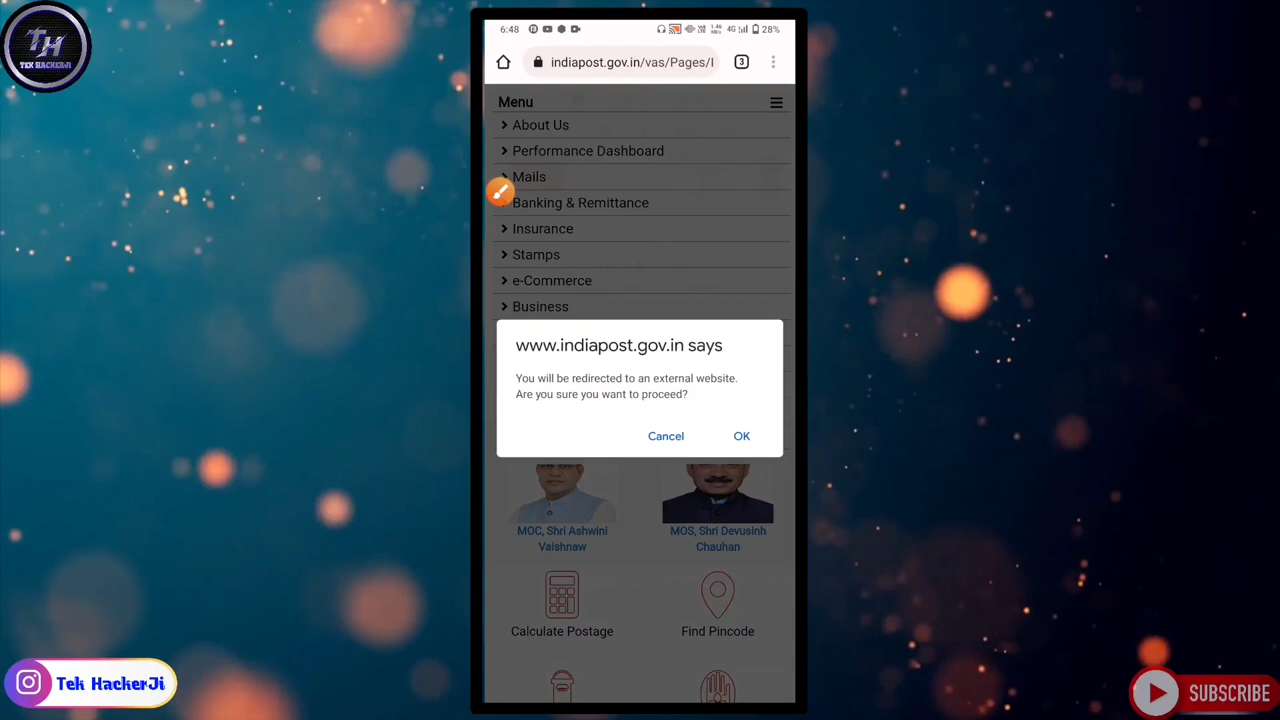 TH
TEK HACKERJI
6:48
4G
28%
indiapost.gov.in/vas/Pages/I
3
Menu
About Us
Performance Dashboard
Mails
Banking & Remittance
Insurance
Stamps
e-Commerce
Business
www.indiapost.gov.in says
You will be redirected to an external website.
Are you sure you want to proceed?
Cancel
OK
MOC, Shri Ashwini
Vaishnaw
MOS, Shri Devusinh
Chauhan
Calculate Postage
Find Pincode
Tek HackerJi
SUBSCRIBE